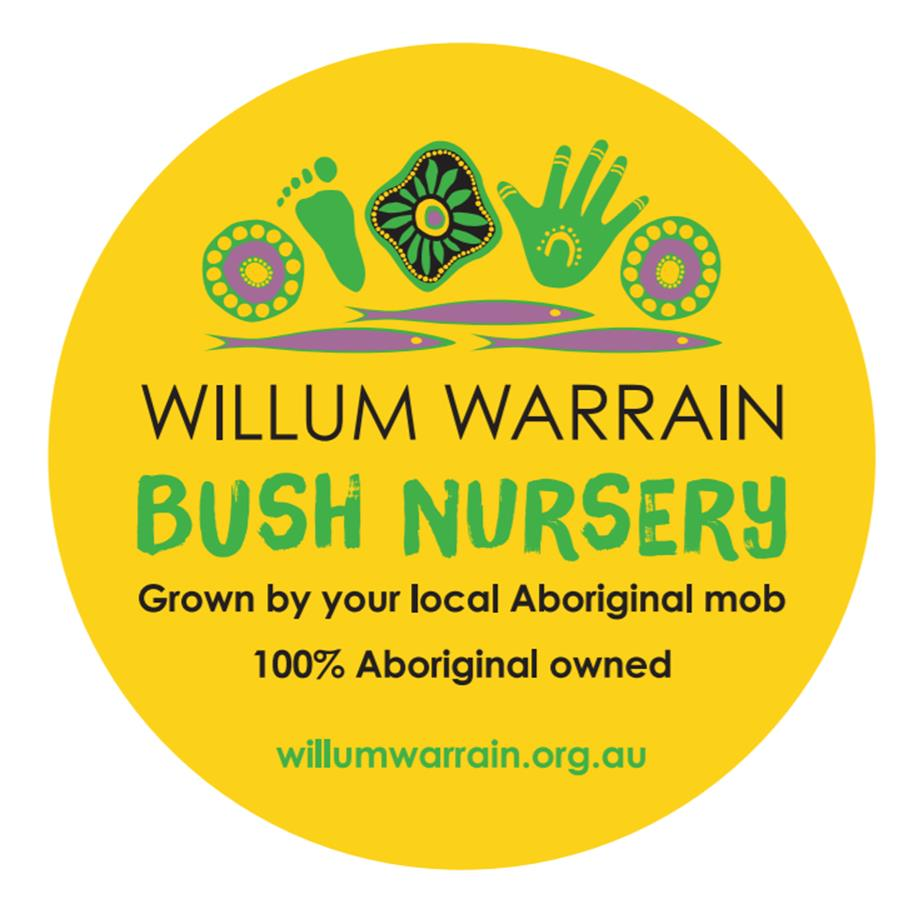 WILLUM WARRAIN
BUSH NURSERY
Grown by your local Aboriginal mob
100% Aboriginal owned
willumwarrain.org.au